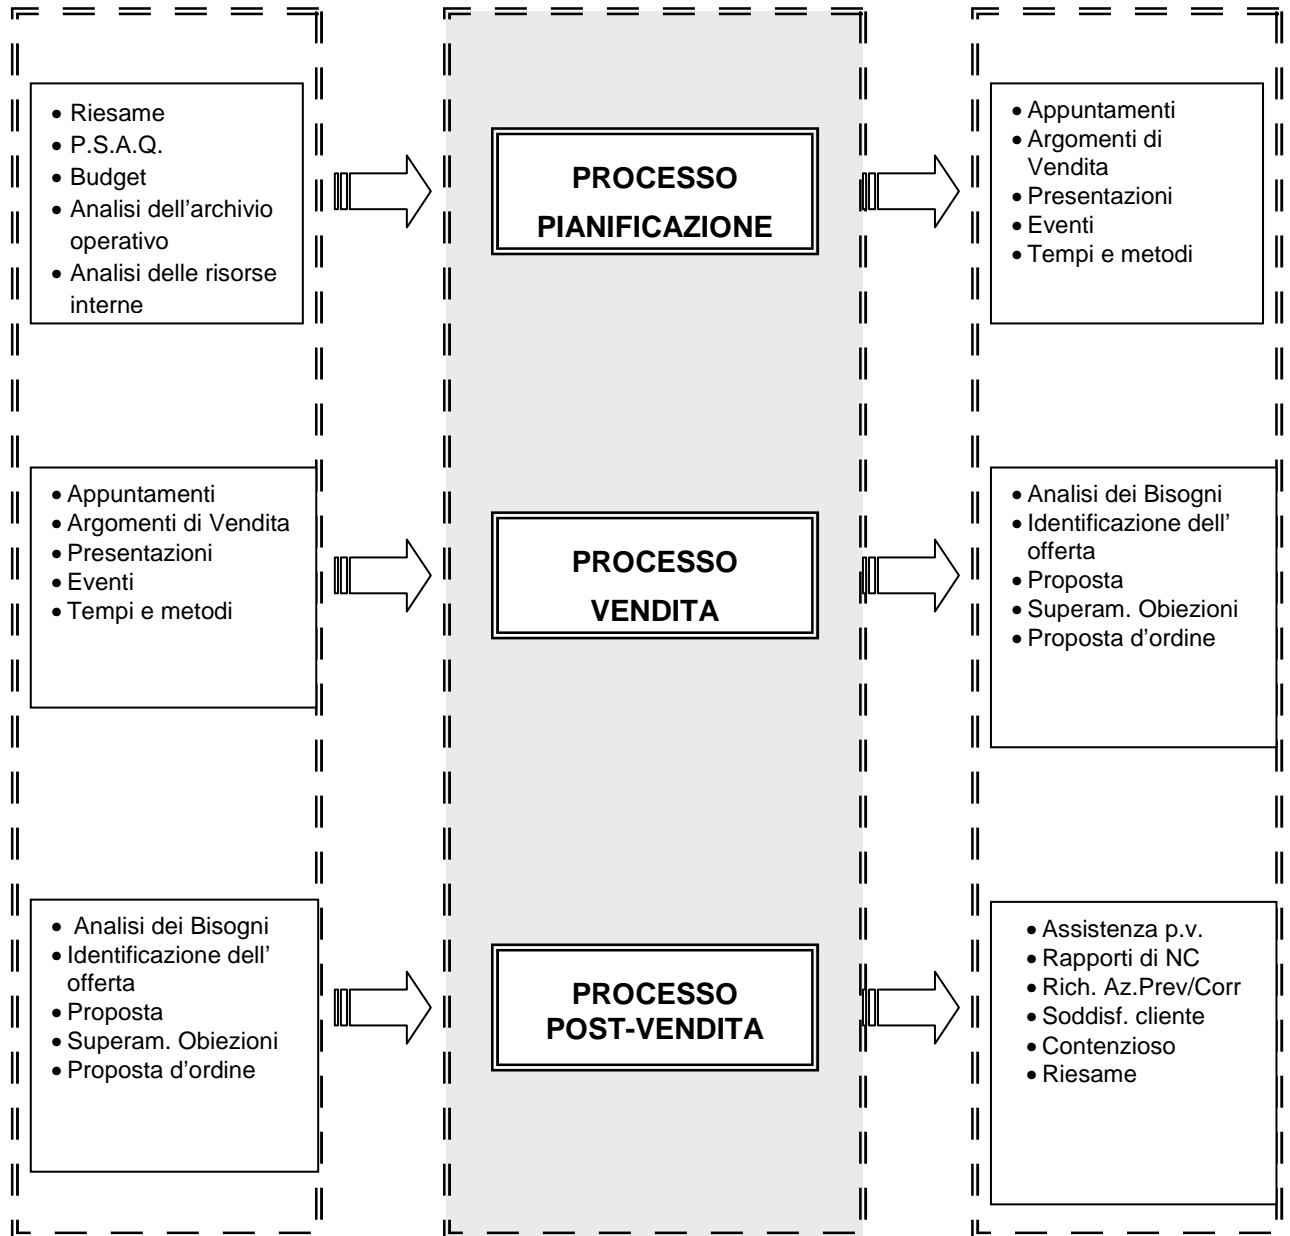 • Riesame
• P.S.A.Q.
• Budget
• Analisi dell'archivio
operativo
• Analisi delle risorse
interne
PROCESSO
PIANIFICAZIONE
• Appuntamenti
• Argomenti di
Vendita
• Presentazioni
• Eventi
• Tempi e metodi
• Appuntamenti
• Argomenti di Vendita
• Presentazioni
• Eventi
• Tempi e metodi
PROCESSO
VENDITA
• Analisi dei Bisogni
• Identificazione dell'
offerta
• Proposta
• Superam. Obiezioni
• Proposta d'ordine
• Analisi dei Bisogni
• Identificazione dell'
offerta
• Proposta
• Superam. Obiezioni
• Proposta d'ordine
PROCESSO
POST-VENDITA
• Assistenza p.v.
• Rapporti di NC
• Rich. Az.Prev/Corr
• Soddisf. cliente
• Contenzioso
• Riesame